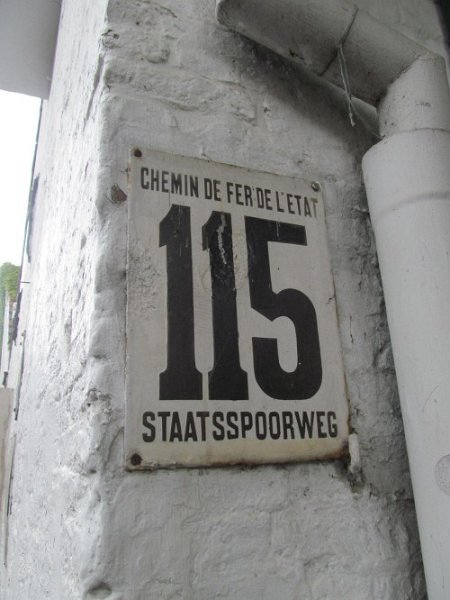 CHEMIN DE FER DE L'ETAT
115
STAATSSPOORWEG